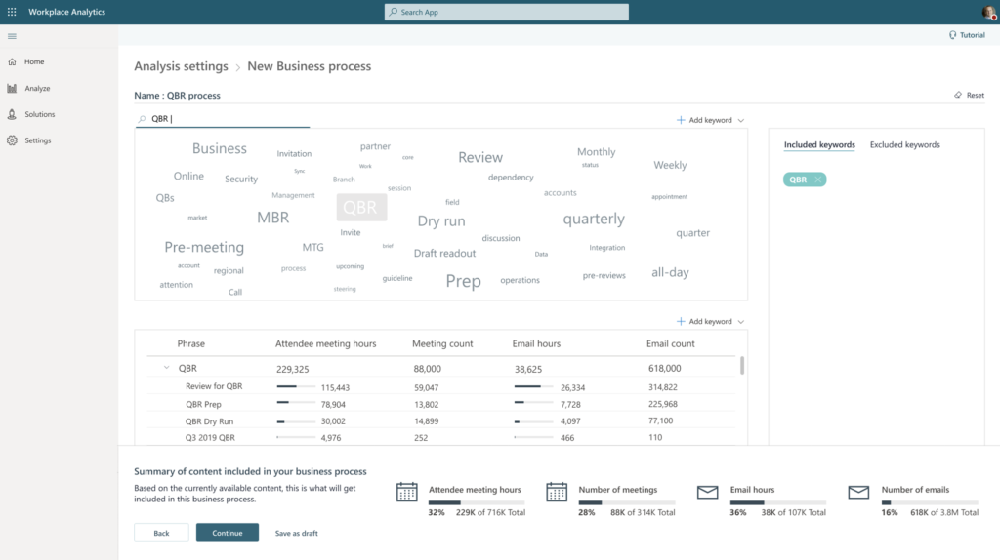 Workplace Analytics
Search App
Tutorial
Home
Analyze
Solutions
Settings
Analysis settings > New Business process
Name : QBR process
Reset
QBR
Add keyword
Business
Invitation
partner
core
Review
Monthly
status
Weekly
Online
Security
Sync
Work
Branch
session
dependency
accounts
appointment
QBs
Management
market
MBR
QBR
field
Dry run
quarterly
quarter
Invite
discussion
Pre-meeting
MTG
brief
Draft readout
Data
Integration
account
regional
process
upcoming
guideline
Prep
operations
pre-reviews
all-day
attention
Call
steering
Included keywords
Excluded keywords
QBR
Add keyword
Phrase Attendee meeting hours Meeting count Email hours Email count
QBR 229,325 88,000 38,625 618,000
Review for QBR 115,443 59,047 26,334 314,822
QBR Prep 78,904 13,802 7,728 225,968
QBR Dry Run 30,002 14,899 4,097 77,100
Q3 2019 QBR 4,976 252 466 110
Summary of content included in your business process
Based on the currently available content, this is what will get
included in this business process.
Attendee meeting hours
32% 229K of 716K Total
Number of meetings
28% 88K of 314K Total
Email hours
36% 38K of 107K Total
Number of emails
16% 618K of 3.8M Total
Back
Continue
Save as draft